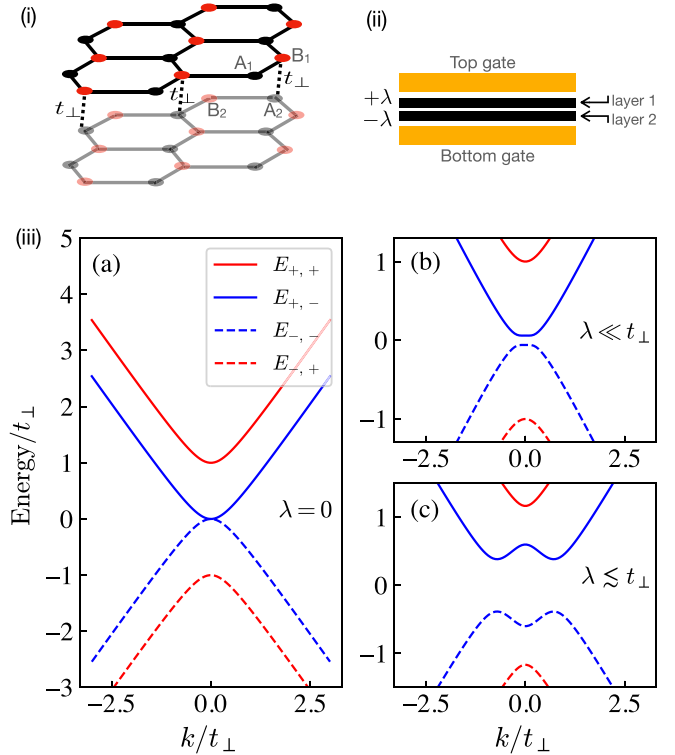 (i)
A₁
B₁
t⊥
t⊥
t⊥
B₂
A₂
(ii)
Top gate
+λ
layer 1
−λ
layer 2
Bottom gate
(iii)
(a)
E+,+
E+,−
E−,−
E−,+
λ = 0
5
4
3
2
1
0
−1
−2
−3
Energy/t⊥
−2.5
0.0
2.5
k/t⊥
(b)
λ ≪ t⊥
1
0
−1
−2.5
0.0
2.5
(c)
λ ≲ t⊥
1
0
−1
−2.5
0.0
2.5
k/t⊥